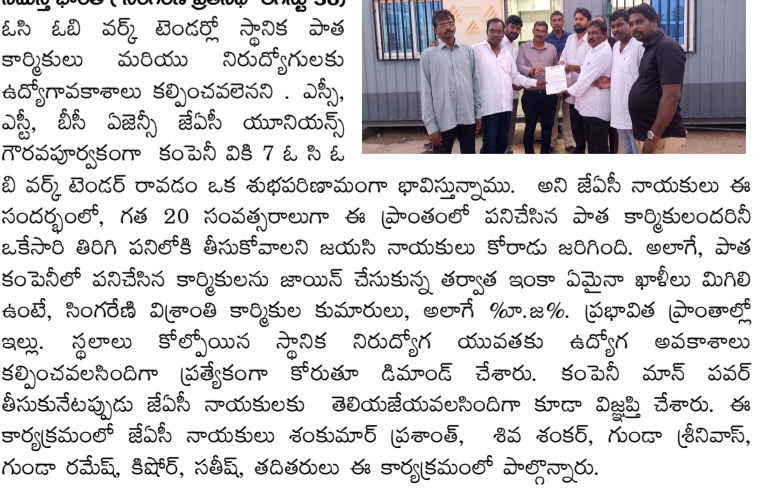 ఓసి ఓబి వర్క్ టెండర్లో స్థానిక పాత
కార్మికులు మరియు నిరుద్యోగులకు
ఉద్యోగావకాశాలు కల్పించవలెనని . ఎస్సీ,
ఎస్టీ, బీసీ ఏజెన్సీ జేఏసీ యూనియన్స్
గౌరవపూర్వకంగా కంపెనీ వికె 7 ఓ సి ఓ
బి వర్క్ టెండర్ రావడం ఒక శుభపరిణామంగా భావిస్తున్నాము. అని జేఏసీ నాయకులు ఈ
సందర్భంలో, గత 20 సంవత్సరాలుగా ఈ ప్రాంతంలో పనిచేసిన పాత కార్మికులందరినీ
ఒకేసారి తిరిగి పనిలోకి తీసుకోవాలని జయసి నాయకులు కోరాడు జరిగింది. అలాగే, పాత
కంపెనీలో పనిచేసిన కార్మికులను జాయిన్ చేసుకున్న తర్వాత ఇంకా ఏమైనా ఖాళీలు మిగిలి
ఉంటే, సింగరేణి విశ్రాంతి కార్మికుల కుమారులు, అలాగే %ూ.జ%. ప్రభావిత ప్రాంతాల్లో
ఇల్లు. స్థలాలు కోల్పోయిన స్థానిక నిరుద్యోగ యువతకు ఉద్యోగ అవకాశాలు
కల్పించవలసిందిగా ప్రత్యేకంగా కోరుతూ డిమాండ్ చేశారు. కంపెనీ మాన్ పవర్
తీసుకునేటప్పుడు జేఏసీ నాయకులకు తెలియజేయవలసిందిగా కూడా విజ్ఞప్తి చేశారు. ఈ
కార్యక్రమంలో జేఏసీ నాయకులు శంకుమార్ ప్రశాంత్, శివ శంకర్, గుండా శ్రీనివాస్,
గుండా రమేష్, కిషోర్, సతీష్, తదితరులు ఈ కార్యక్రమంలో పాల్గొన్నారు.